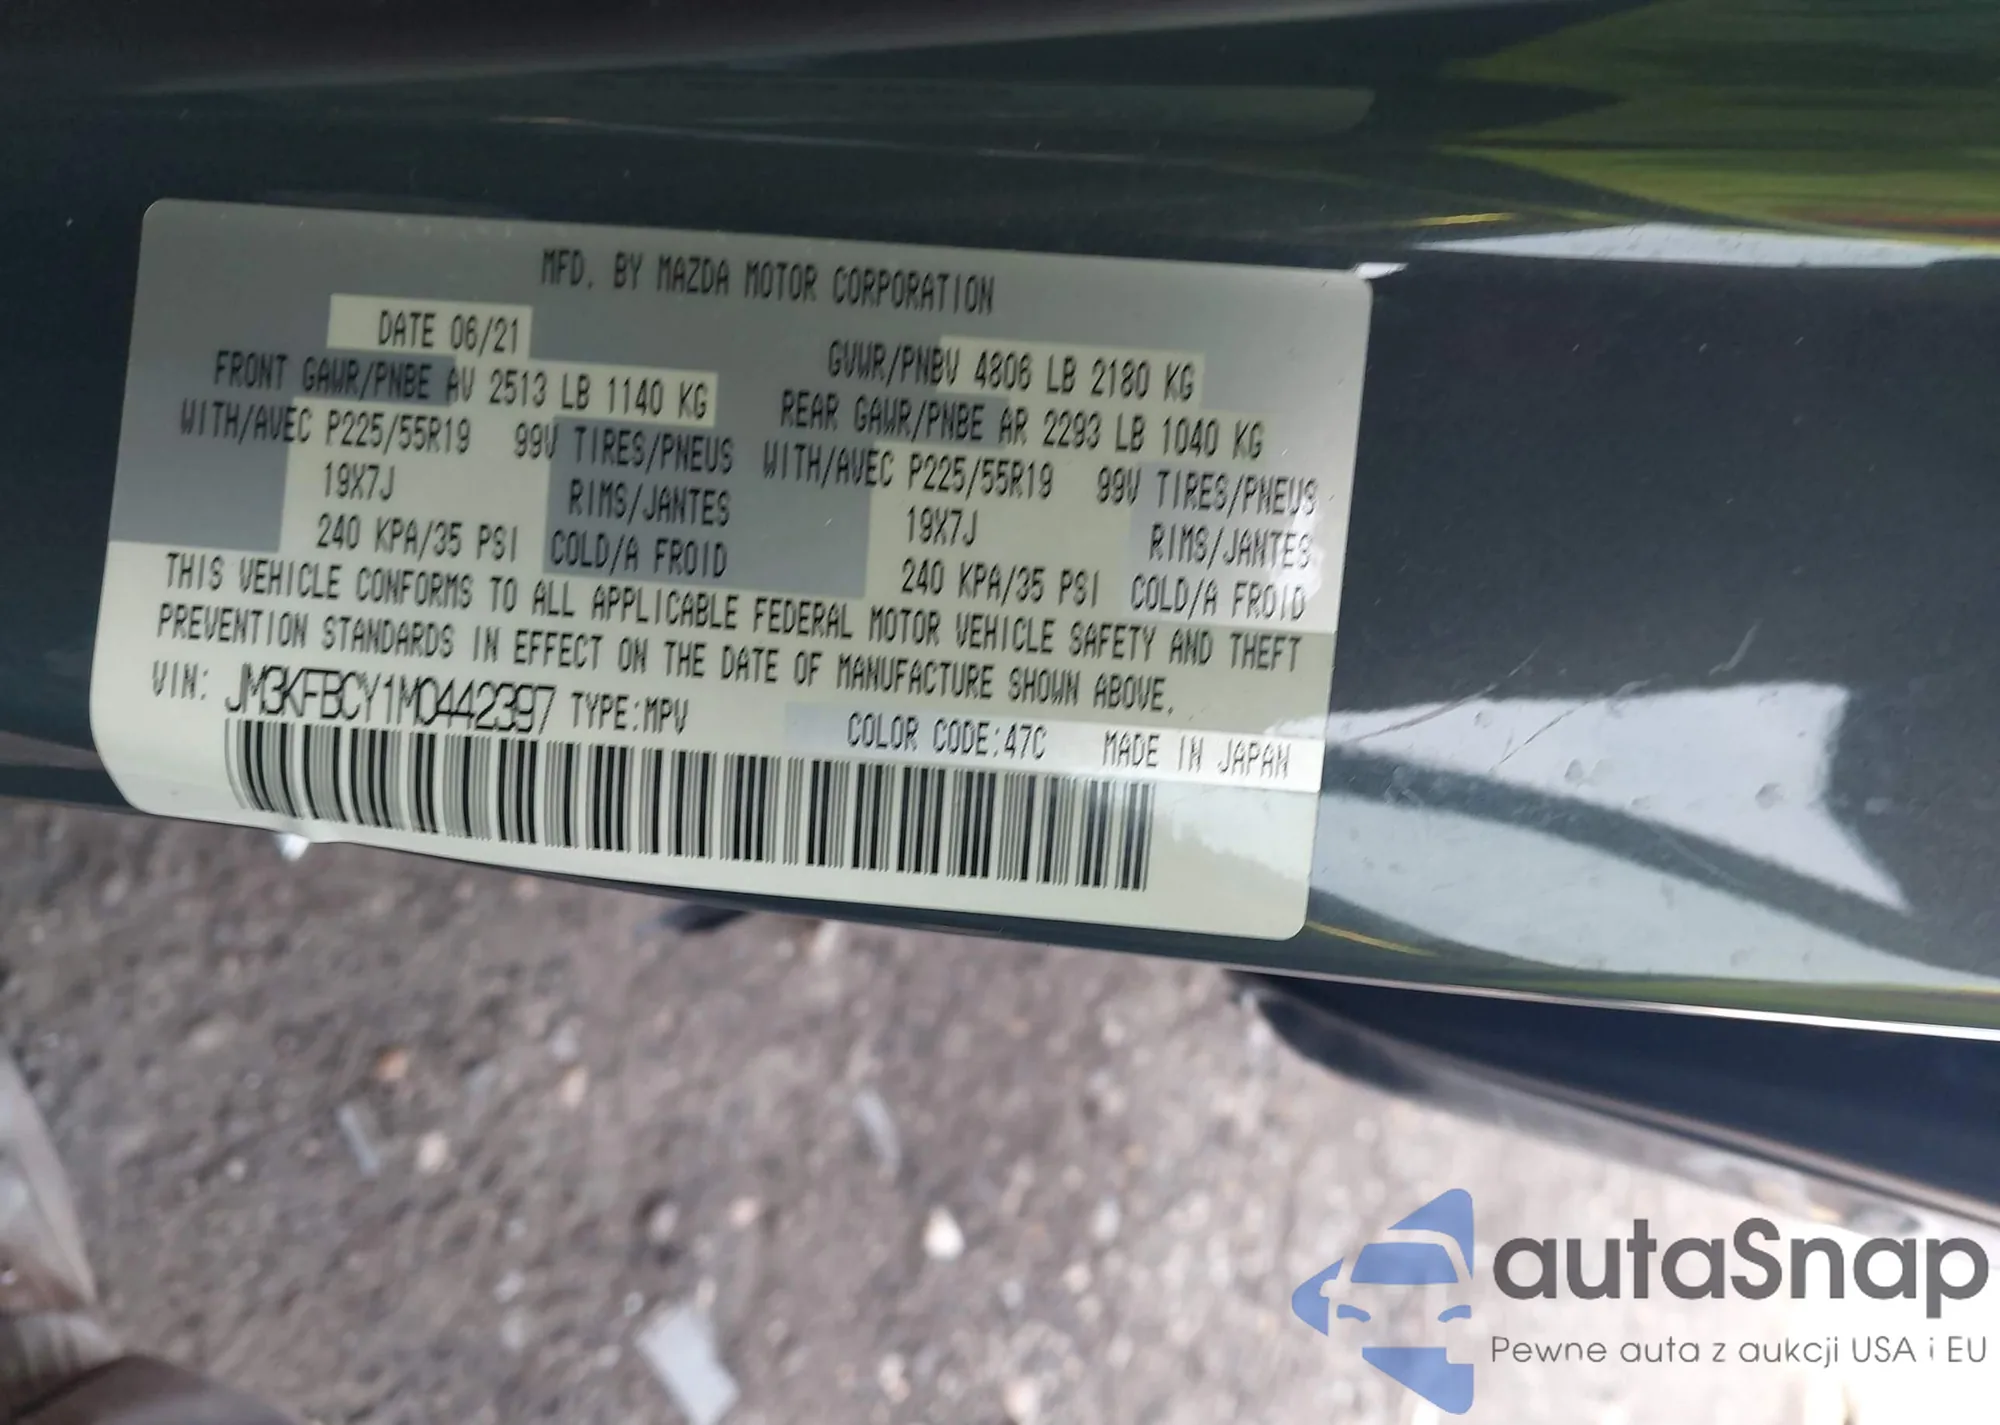 MFD. BY MAZDA MOTOR CORPORATION
DATE 06/21 GVWR/PNBV 4806 LB 2180 KG
FRONT GAWR/PNBE AV 2513 LB 1140 KG REAR GAWR/PNBE AR 2293 LB 1040 KG
WITH/AVEC P225/55R19 99V TIRES/PNEUS WITH/AVEC P225/55R19 99V TIRES/PNEUS
19X7J RIMS/JANTES 19X7J RIMS/JANTES
240 KPA/35 PSI COLD/A FROID 240 KPA/35 PSI COLD/A FROID
THIS VEHICLE CONFORMS TO ALL APPLICABLE FEDERAL MOTOR VEHICLE SAFETY AND THEFT
PREVENTION STANDARDS IN EFFECT ON THE DATE OF MANUFACTURE SHOWN ABOVE.
VIN: JM3KFBCY1M0442397 TYPE:MPV COLOR CODE:47C MADE IN JAPAN
autaSnap
Pewne auta z aukcji USA i EU